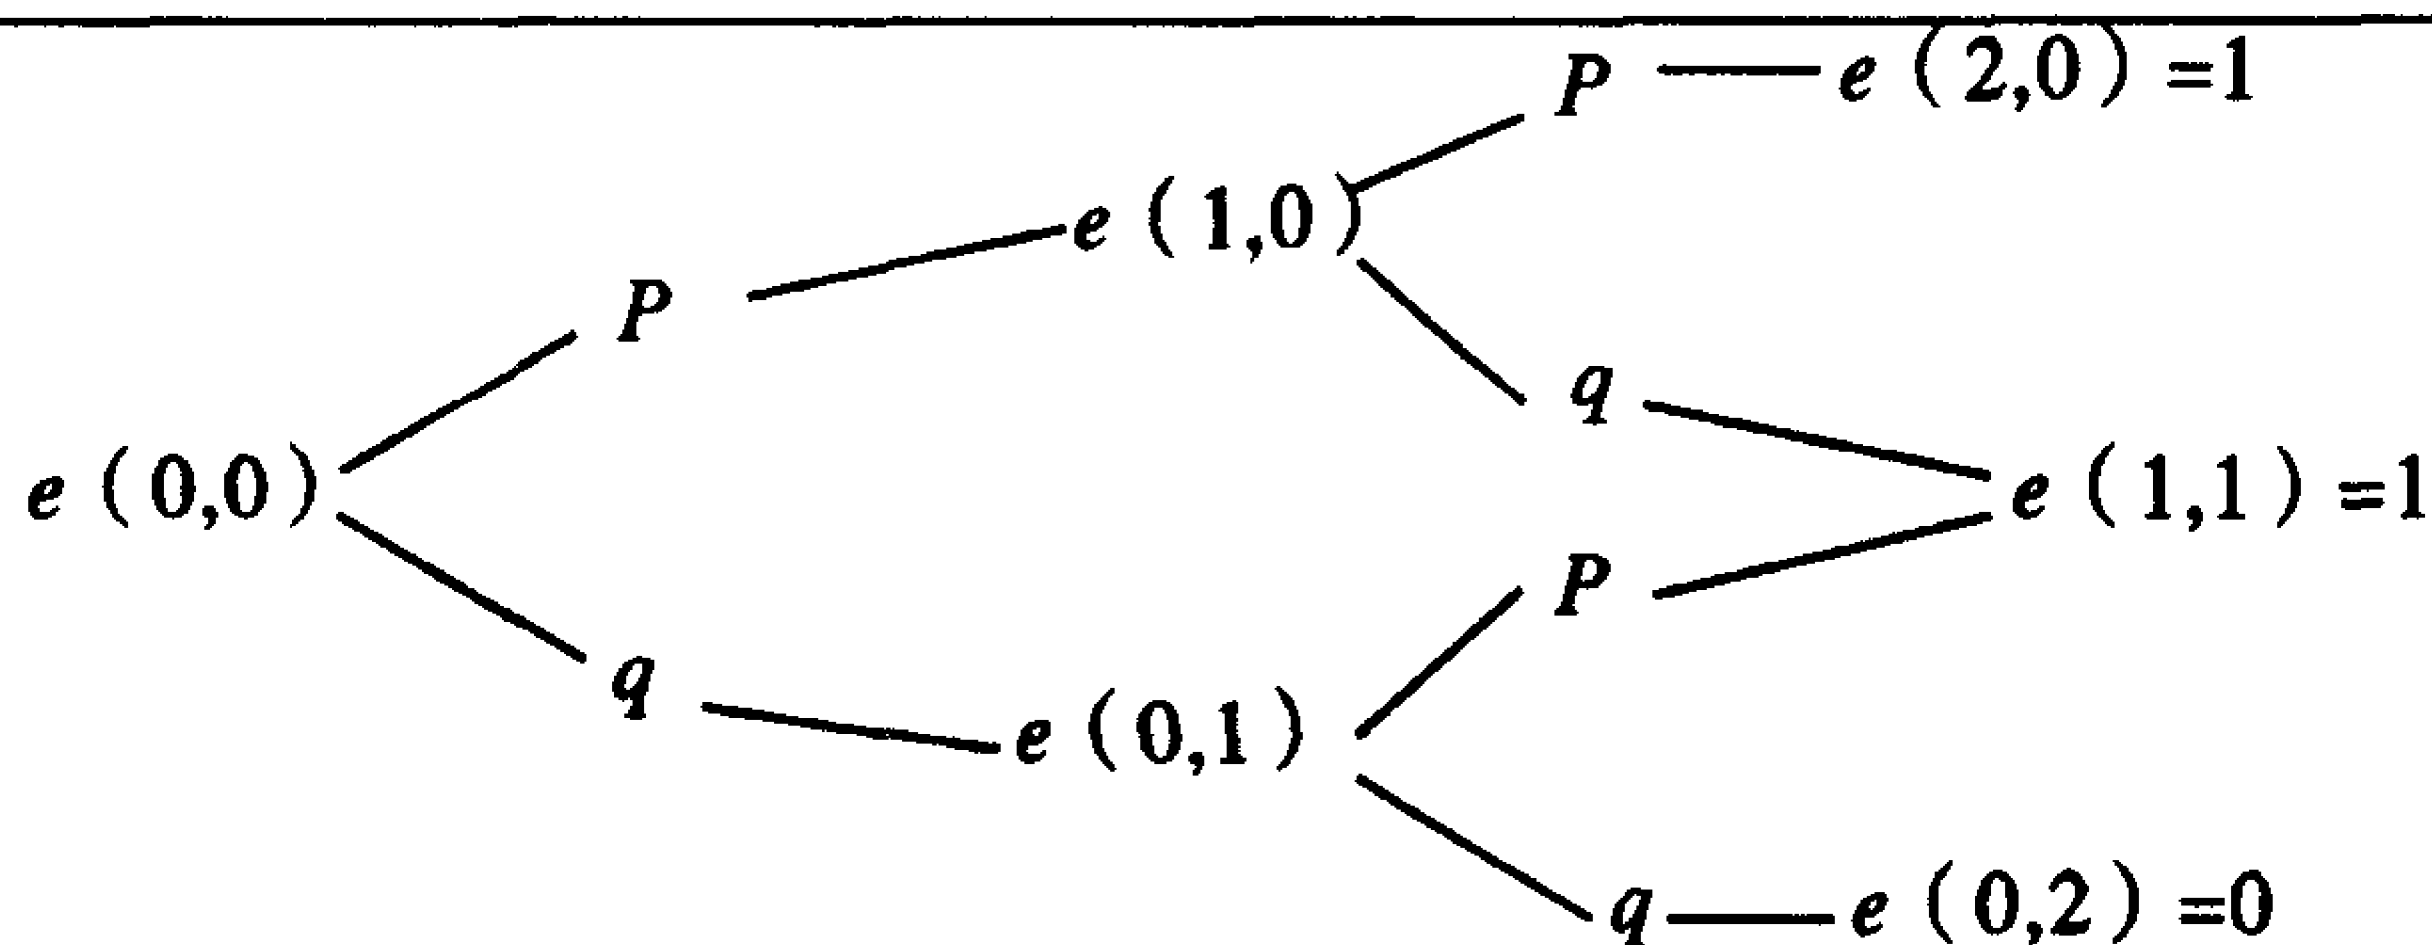 P — e ( 2,0 ) =1
e ( 1,0 )
P
q
e ( 0,0 )
e ( 1,1 ) =1
P
q
e ( 0,1 )
q — e ( 0,2 ) =0